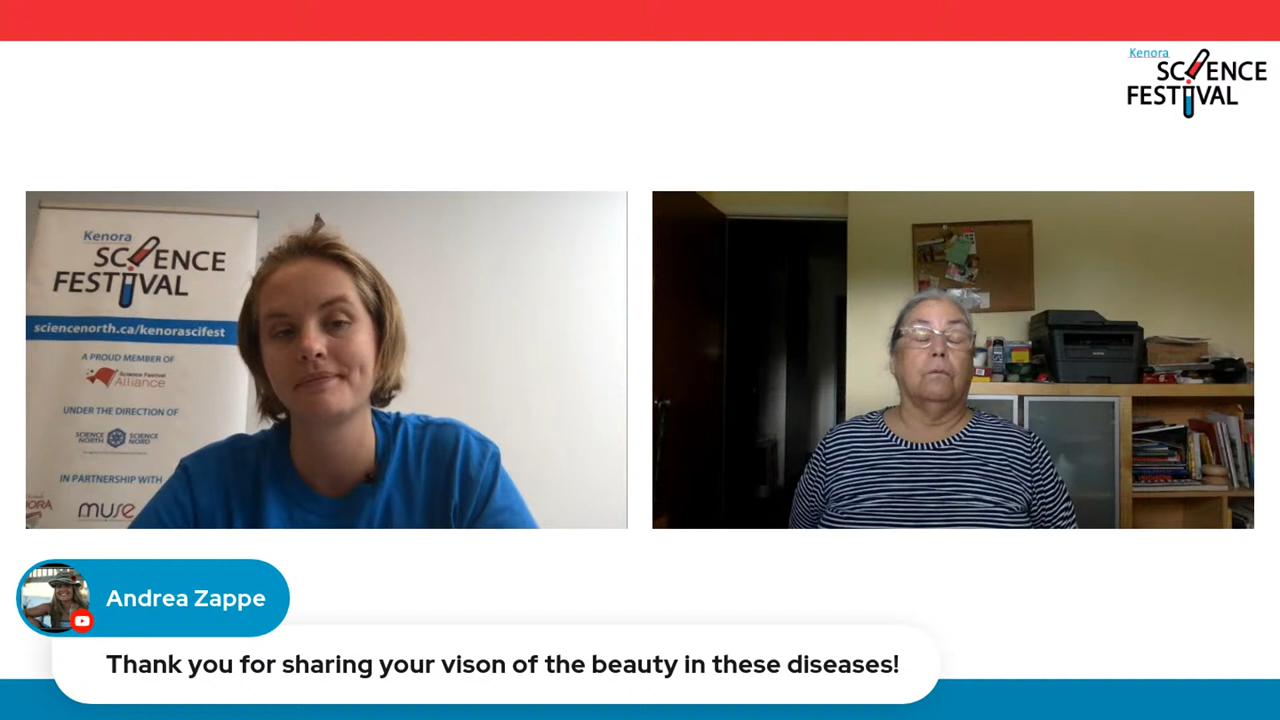 Kenora
SCIENCE
FESTIVAL
Kenora
SCIENCE
FESTIVAL
sciencenorth.ca/kenorascifest
A PROUD MEMBER OF
Science Festival
Alliance
UNDER THE DIRECTION OF
SCIENCE NORTH SCIENCE NORD
IN PARTNERSHIP WITH
muse
Andrea Zappe
Thank you for sharing your vison of the beauty in these diseases!